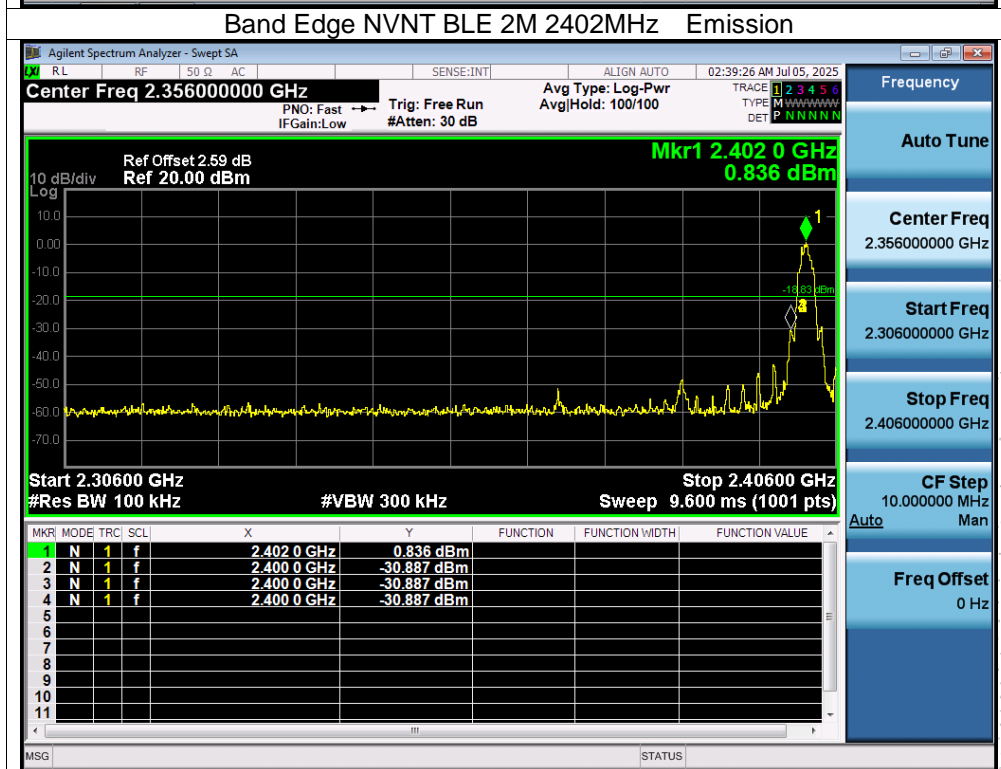 Band Edge NVNT BLE 2M 2402MHz Emission
Agilent Spectrum Analyzer - Swept SA
LXI RL RF 50 Ω AC SENSE:INT ALIGN AUTO 02:39:26 AM Jul 05, 2025
Center Freq 2.356000000 GHz
PNO: Fast
IFGain:Low
Trig: Free Run
#Atten: 30 dB
Avg Type: Log-Pwr
Avg|Hold: 100/100
TRACE 1 2 3 4 5 6
TYPE M WWWWW
DET P N N N N N
Frequency
Auto Tune
Center Freq
2.356000000 GHz
Start Freq
2.306000000 GHz
Stop Freq
2.406000000 GHz
CF Step
10.000000 MHz
Auto Man
Freq Offset
0 Hz
Mkr1 2.402 0 GHz
0.836 dBm
Ref Offset 2.59 dB
10 dB/div Ref 20.00 dBm
Log
10.0
0.00
-10.0
-20.0
-30.0
-40.0
-50.0
-60.0
-70.0
1
-18.83 dBm
Start 2.30600 GHz Stop 2.40600 GHz
#Res BW 100 kHz #VBW 300 kHz Sweep 9.600 ms (1001 pts)
MKR MODE TRC SCL X Y FUNCTION FUNCTION WIDTH FUNCTION VALUE
1 N 1 f 2.402 0 GHz 0.836 dBm
2 N 1 f 2.400 0 GHz -30.887 dBm
3 N 1 f 2.400 0 GHz -30.887 dBm
4 N 1 f 2.400 0 GHz -30.887 dBm
5
6
7
8
9
10
11
MSG STATUS